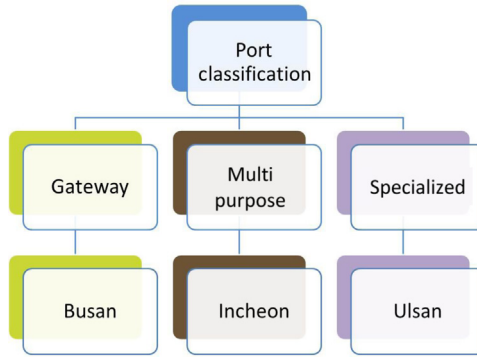 Port
classification
Gateway
Multi
purpose
Specialized
Busan
Incheon
Ulsan